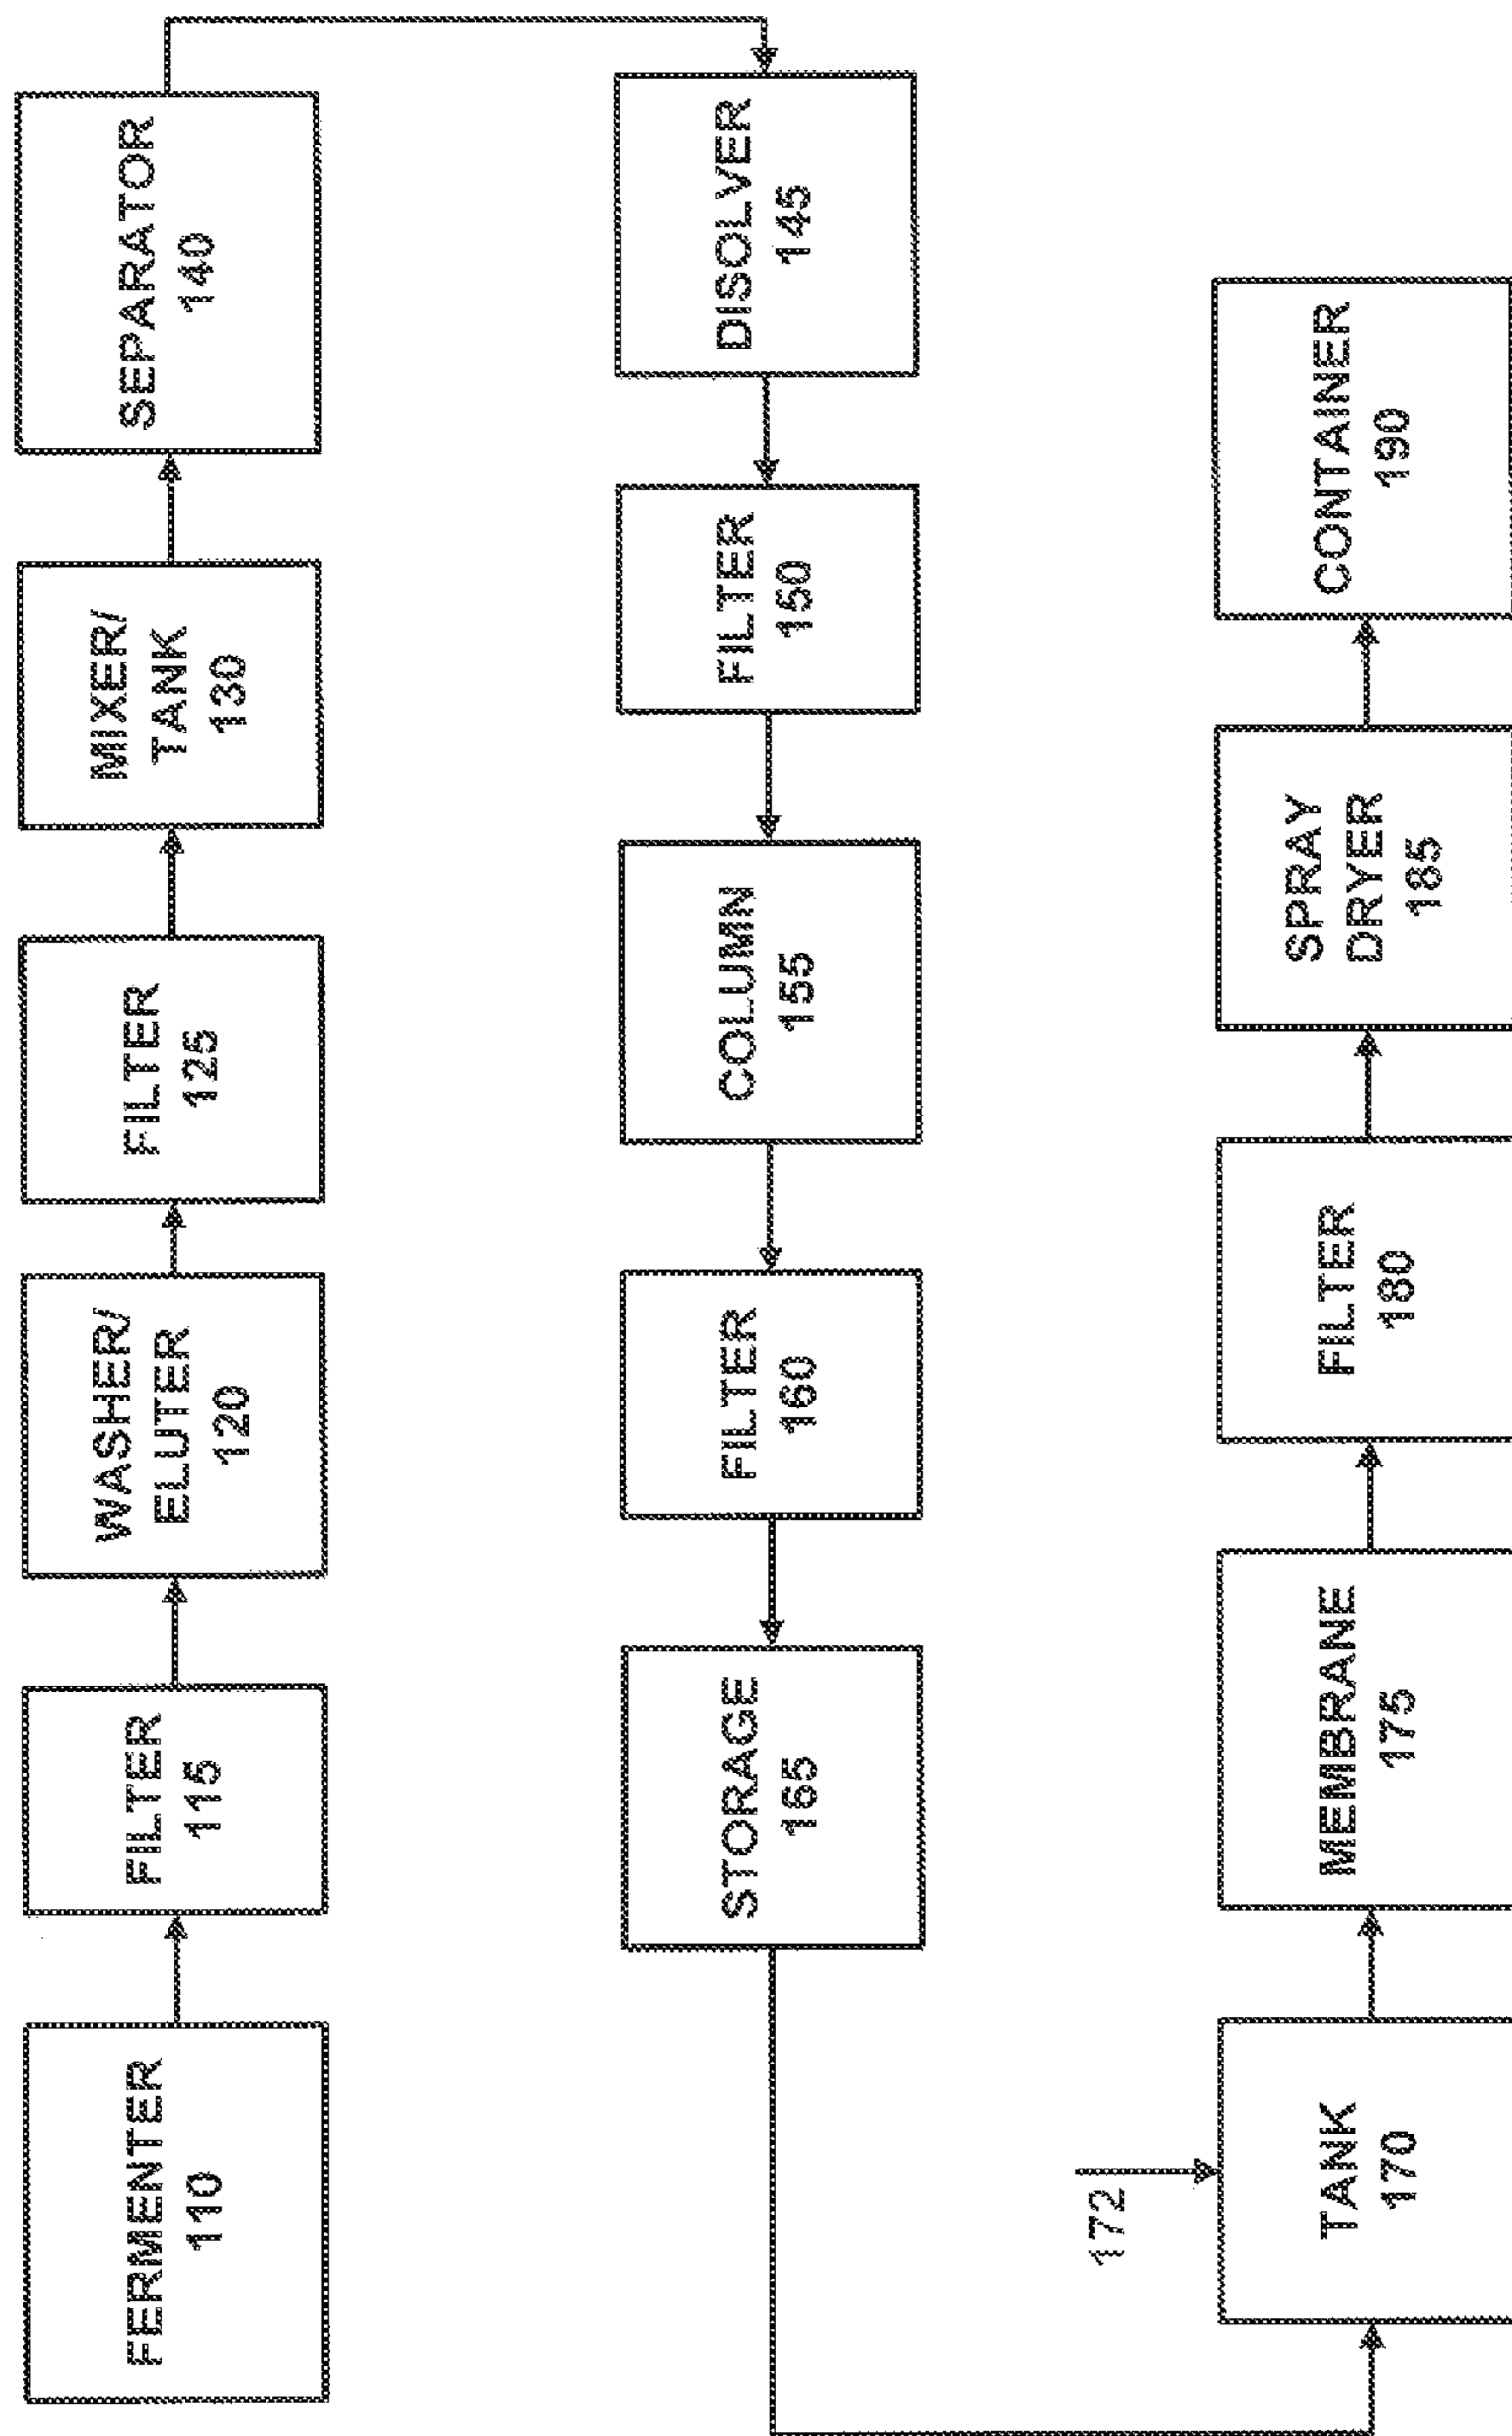 FERMENTER
110
FILTER
115
WASHER/
ELUTER
120
FILTER
125
MIXER/
TANK
130
SEPARATOR
140
DISOLVER
145
FILTER
150
COLUMN
155
FILTER
160
STORAGE
165
172
TANK
170
MEMBRANE
175
FILTER
180
SPRAY
DRYER
185
CONTAINER
190